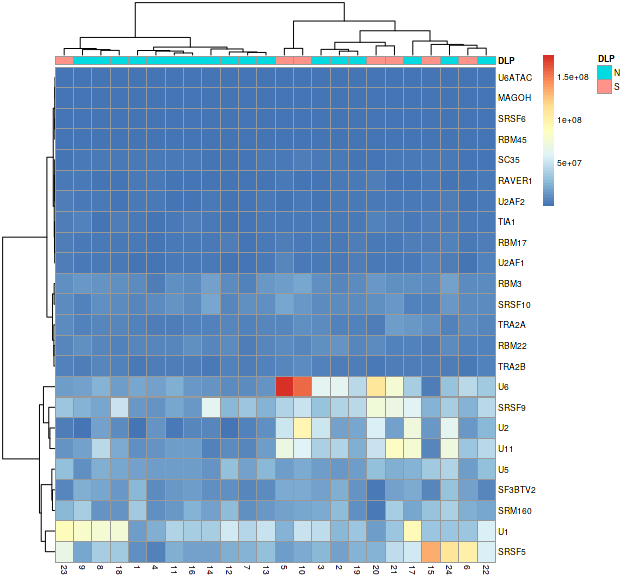 DLP
DLP
N
S
1.5e+08
1e+08
5e+07
U6ATAC
MAGOH
SRSF6
RBM45
SC35
RAVER1
U2AF2
TIA1
RBM17
U2AF1
RBM3
SRSF10
TRA2A
RBM22
TRA2B
U6
SRSF9
U2
U11
U5
SF3BTV2
SRM160
U1
SRSF5
23 9 8 18 1 4 11 16 14 12 7 13 5 10 3 2 19 20 21 17 15 24 6 22